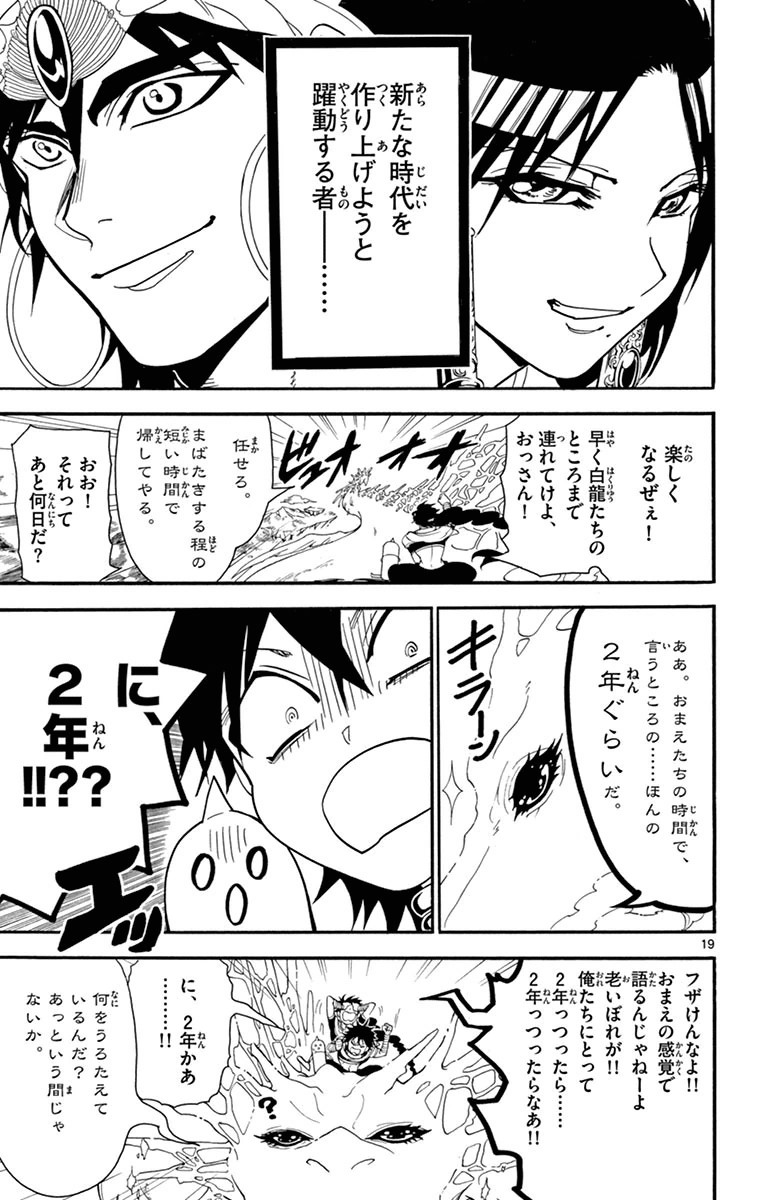 新たな時代を
作り上げようと
躍動する者――……
楽しく
なるぜぇ!
早く白龍たちの
ところまで
連れてけよ、
おっさん!
ビュオオオ
任せる。
まばたきする程の
短い時間で
帰してやる。
おお!
それって
あと何日だ?
ああ。おまえたちの時間で、
言うところの……ほんの
2年ぐらいだ。
キラーン
に、
2年!!??
エッ
19
フザけんなよ!!
おまえの感覚で
語るんじゃねーよ
老いぼれが!!
俺たちにとって
2年っつったら……
2年っつったらなあ!!
に、2年かあ
……!!
?
何をうろたえて
いるんだ?
あっという間じゃ
ないか。